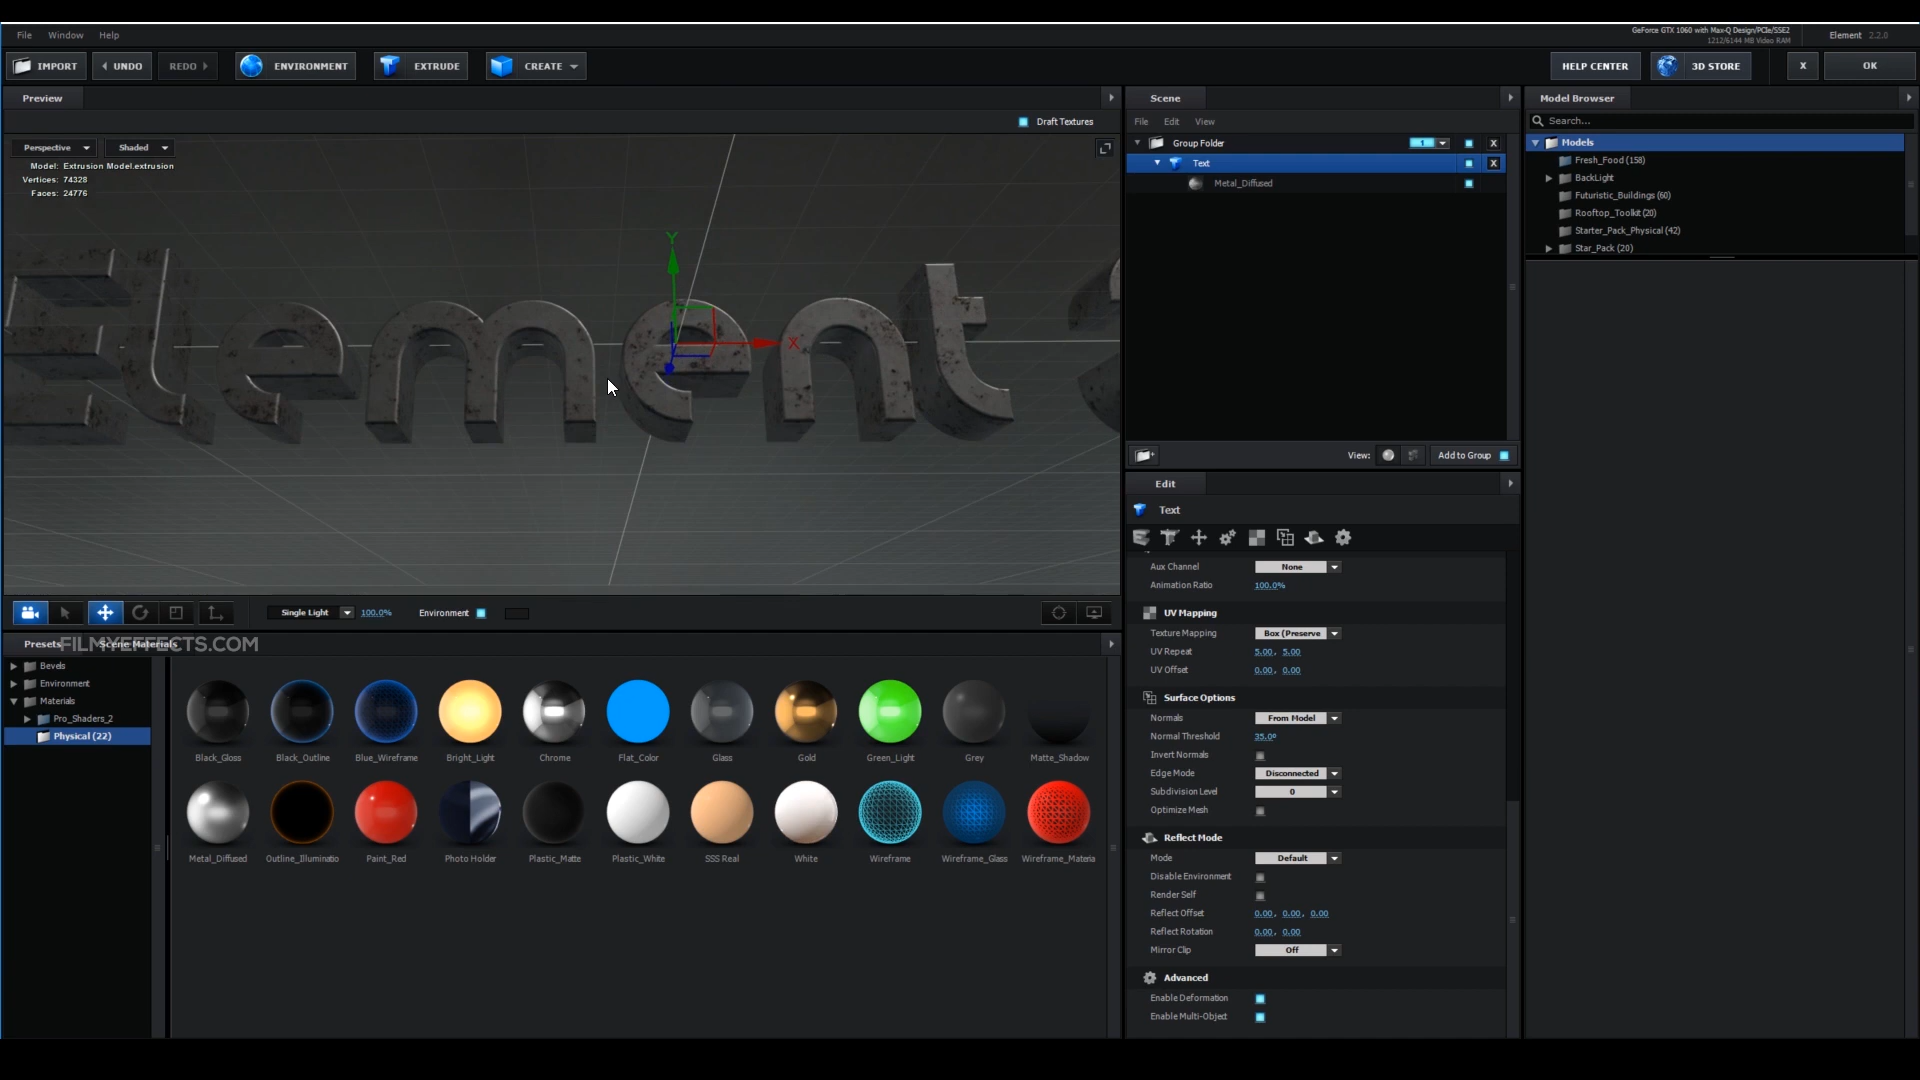 File Window Help
GeForce GTX 1060 with Max-Q Design/PCIe/SSE2
1212/6144 MB Video RAM
Element 2.2.0
IMPORT UNDO REDO ENVIRONMENT EXTRUDE CREATE HELP CENTER 3D STORE X OK
Preview
Draft Textures
Perspective Shaded
Model: Extrusion Model.extrusion
Vertices: 74328
Faces: 24776
Element
Y
X
Single Light 100.0% Environment
Scene
File Edit View
Group Folder 1 X
Text X
Metal_Diffused
View: Add to Group
Model Browser
Search...
Models
Fresh_Food (158)
BackLight
Futuristic_Buildings (60)
Rooftop_Toolkit (20)
Starter_Pack_Physical (42)
Star_Pack (20)
Presets Scene Materials
FILMYEFFECTS.COM
Bevels
Environment
Materials
Pro_Shaders_2
Physical (22)
Black_Gloss Black_Outline Blue_Wireframe Bright_Light Chrome Flat_Color Glass Gold Green_Light Grey Matte_Shadow
Metal_Diffused Outline_Illuminatio Paint_Red Photo Holder Plastic_Matte Plastic_White SSS Real White Wireframe Wireframe_Glass Wireframe_Materia
Edit
Text
Aux Channel None
Animation Ratio 100.0%
UV Mapping
Texture Mapping Box (Preserve
UV Repeat 5.00, 5.00
UV Offset 0.00, 0.00
Surface Options
Normals From Model
Normal Threshold 35.0º
Invert Normals
Edge Mode Disconnected
Subdivision Level 0
Optimize Mesh
Reflect Mode
Mode Default
Disable Environment
Render Self
Reflect Offset 0.00, 0.00, 0.00
Reflect Rotation 0.00, 0.00
Mirror Clip Off
Advanced
Enable Deformation
Enable Multi-Object